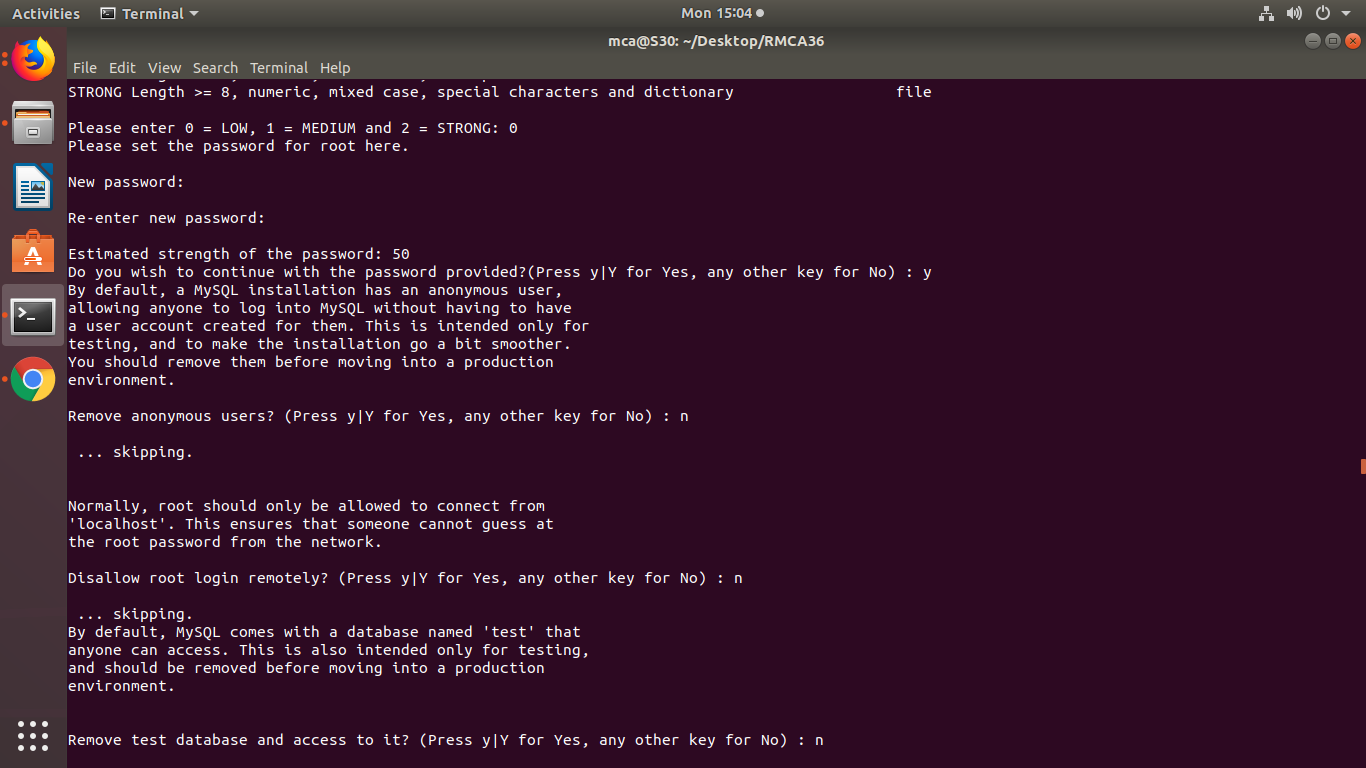 Activities Terminal Mon 15:04
mca@S30: ~/Desktop/RMCA36
File Edit View Search Terminal Help
STRONG Length >= 8, numeric, mixed case, special characters and dictionary                  file
Please enter 0 = LOW, 1 = MEDIUM and 2 = STRONG: 0
Please set the password for root here.
New password:
Re-enter new password:
Estimated strength of the password: 50
Do you wish to continue with the password provided?(Press y|Y for Yes, any other key for No) : y
By default, a MySQL installation has an anonymous user,
allowing anyone to log into MySQL without having to have
a user account created for them. This is intended only for
testing, and to make the installation go a bit smoother.
You should remove them before moving into a production
environment.
Remove anonymous users? (Press y|Y for Yes, any other key for No) : n
... skipping.
Normally, root should only be allowed to connect from
'localhost'. This ensures that someone cannot guess at
the root password from the network.
Disallow root login remotely? (Press y|Y for Yes, any other key for No) : n
... skipping.
By default, MySQL comes with a database named 'test' that
anyone can access. This is also intended only for testing,
and should be removed before moving into a production
environment.
Remove test database and access to it? (Press y|Y for Yes, any other key for No) : n